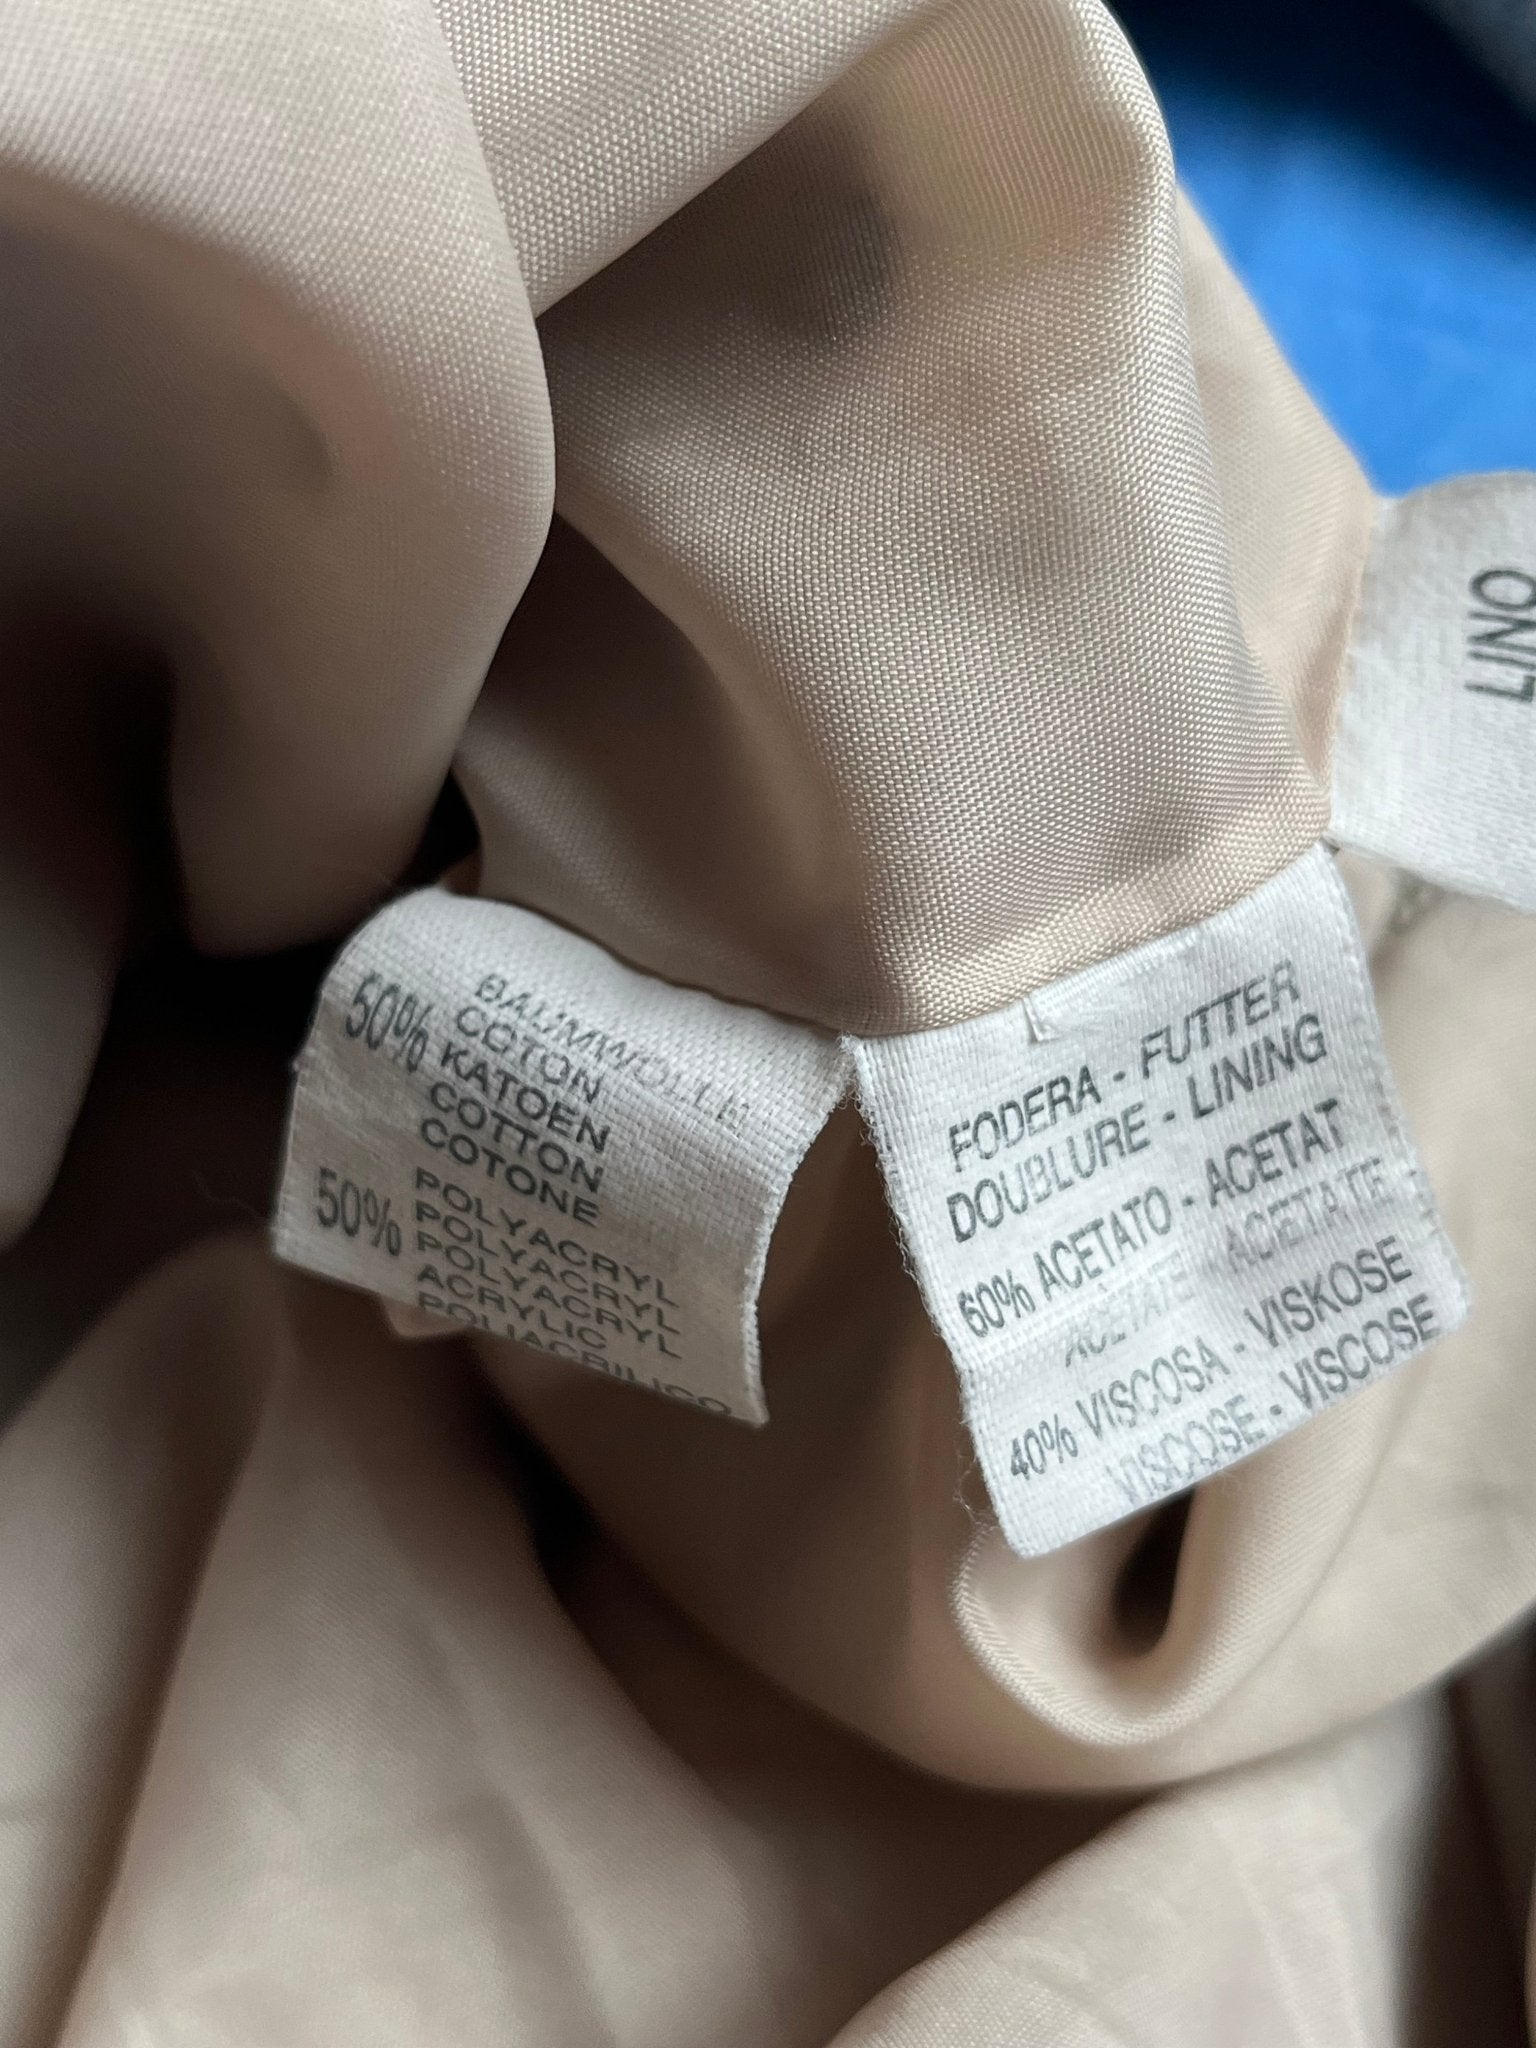 50%
BAUMWOLLE
COTON
KATOEN
COTTON
COTONE
50%
POLYACRYL
POLYACRYL
POLYACRYL
ACRYLIC
POLIACRILICO
FODERA - FUTTER
DOUBLURE - LINING
60% ACETATO - ACETAT
ACETATE ACETATE
40% VISCOSA - VISKOSE
VISCOSE - VISCOSE
LINO